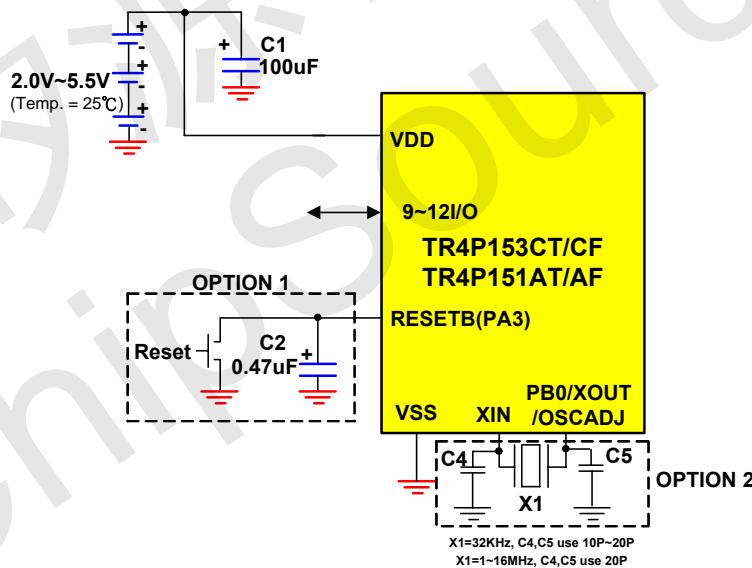 +
-
+
-
+
-
2.0V~5.5V
(Temp. = 25℃)
+
C1
100uF
VDD
9~12I/O
TR4P153CT/CF
TR4P151AT/AF
OPTION 1
RESETB(PA3)
Reset
C2
0.47uF
+
PB0/XOUT
/OSCADJ
VSS
XIN
C4
C5
X1
OPTION 2
X1=32KHz, C4,C5 use 10P~20P
X1=1~16MHz, C4,C5 use 20P